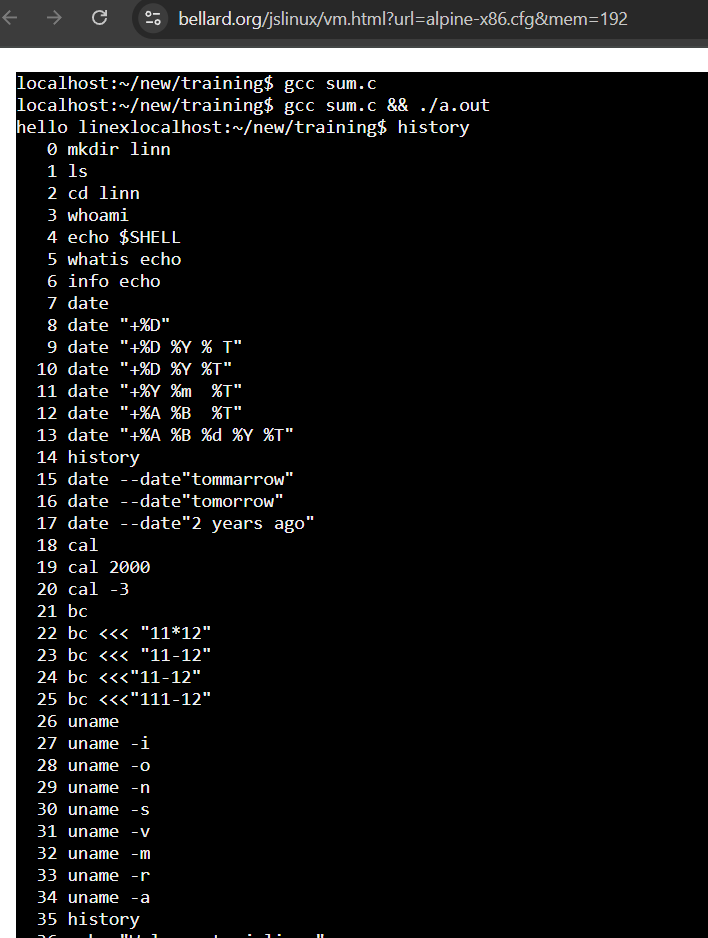 bellard.org/jslinux/vm.html?url=alpine-x86.cfg&mem=192
localhost:~/new/training$ gcc sum.c
localhost:~/new/training$ gcc sum.c && ./a.out
hello linexlocalhost:~/new/training$ history
0 mkdir linn
1 ls
2 cd linn
3 whoami
4 echo $SHELL
5 whatis echo
6 info echo
7 date
8 date "+%D"
9 date "+%D %Y % T"
10 date "+%D %Y %T"
11 date "+%Y %m  %T"
12 date "+%A %B  %T"
13 date "+%A %B %d %Y %T"
14 history
15 date --date"tommarrow"
16 date --date"tomorrow"
17 date --date"2 years ago"
18 cal
19 cal 2000
20 cal -3
21 bc
22 bc <<< "11*12"
23 bc <<< "11-12"
24 bc <<<"11-12"
25 bc <<<"111-12"
26 uname
27 uname -i
28 uname -o
29 uname -n
30 uname -s
31 uname -v
32 uname -m
33 uname -r
34 uname -a
35 history